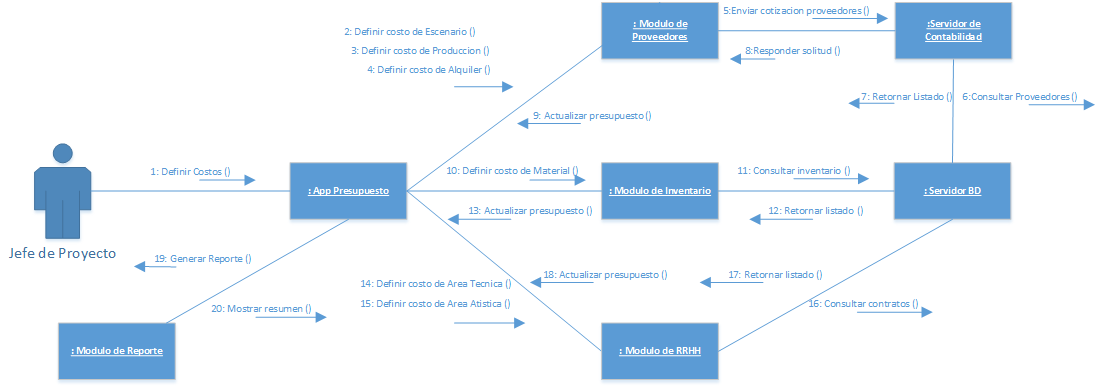 5:Enviar cotizacion proveedores ()
: Modulo de
Proveedores
:Servidor de
Contabilidad
2: Definir costo de Escenario ()
3: Definir costo de Produccion ()
4: Definir costo de Alquiler ()
8:Responder solitud ()
7: Retornar Listado ()
6:Consultar Proveedores ()
9: Actualizar presupuesto ()
1: Definir Costos ()
: App Presupuesto
10: Definir costo de Material ()
: Modulo de Inventario
11: Consultar inventario ()
: Servidor BD
13: Actualizar presupuesto ()
12: Retornar listado ()
Jefe de Proyecto
19: Generar Reporte ()
14: Definir costo de Area Tecnica ()
15: Definir costo de Area Atistica ()
18: Actualizar presupuesto ()
17: Retornar listado ()
20: Mostrar resumen ()
16: Consultar contratos ()
: Modulo de Reporte
: Modulo de RRHH